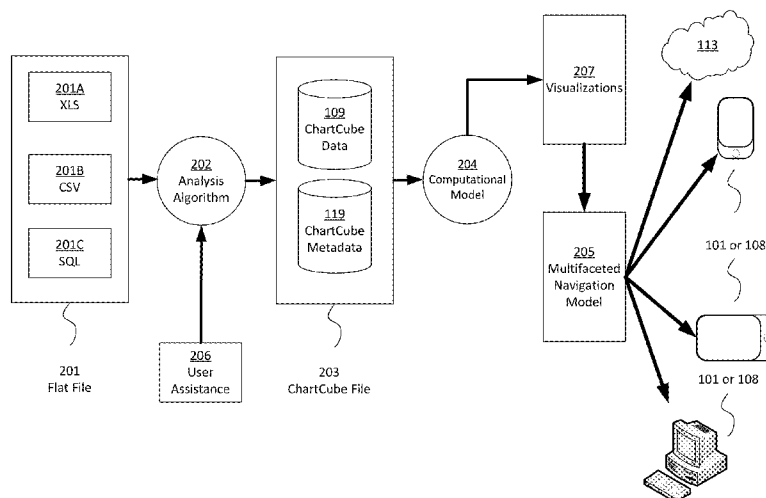 201A
XLS
201B
CSV
201C
SQL
201
Flat File
202
Analysis
Algorithm
206
User
Assistance
109
ChartCube
Data
119
ChartCube
Metadata
203
ChartCube File
204
Computational
Model
207
Visualizations
205
Multifaceted
Navigation
Model
113
101 or 108
101 or 108